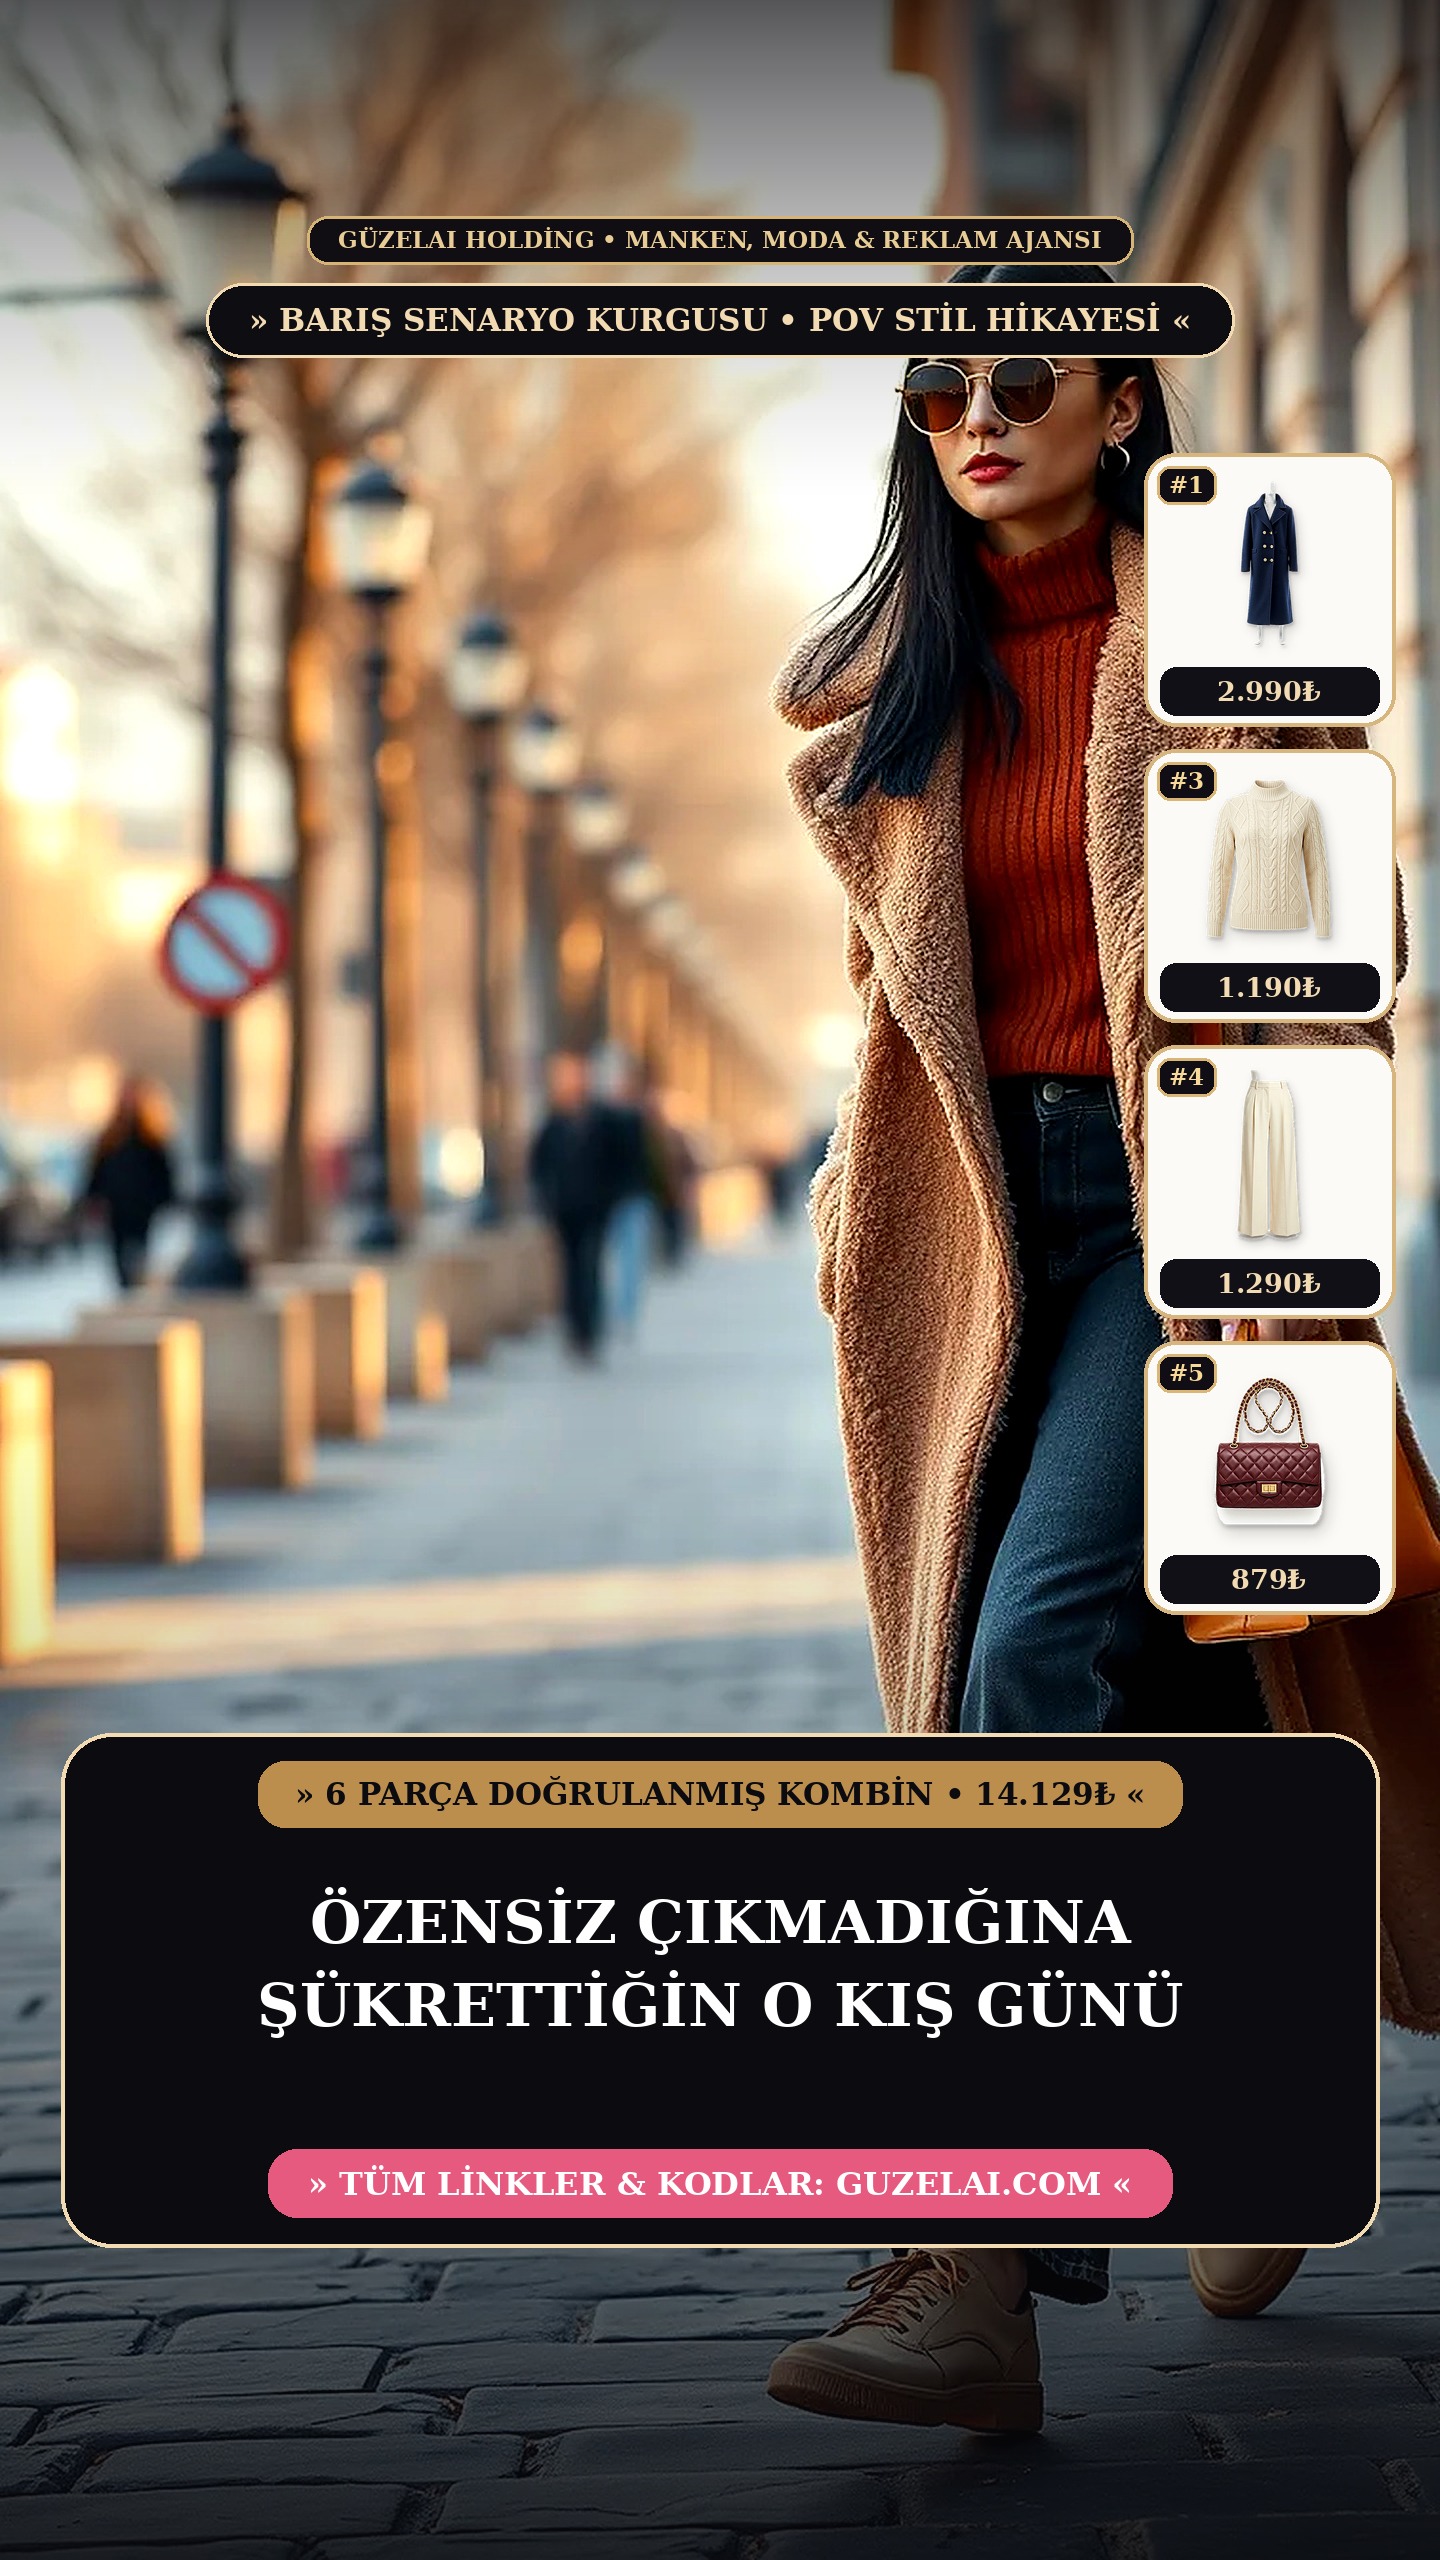 GÜZELAI HOLDİNG • MANKEN, MODA & REKLAM AJANSI
» BARIŞ SENARYO KURGUSU • POV STİL HİKAYESİ «
#1
2.990₺
#3
1.190₺
#4
1.290₺
#5
879₺
» 6 PARÇA DOĞRULANMIŞ KOMBİN • 14.129₺ «
ÖZENSİZ ÇIKMADIĞINA
ŞÜKRETTİĞİN O KIŞ GÜNÜ
» TÜM LİNKLER & KODLAR: GUZELAI.COM «